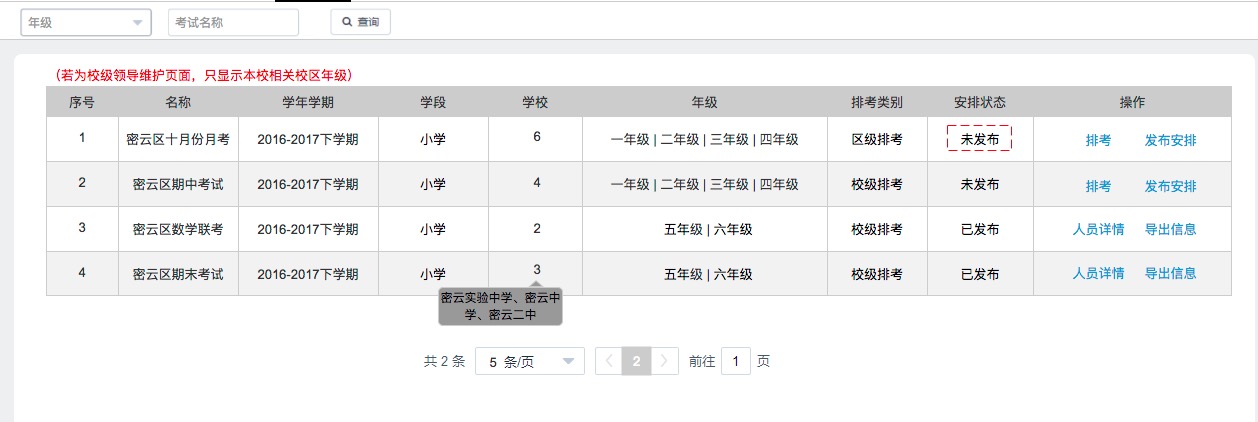 年级 考试名称 查询
（若为校级领导维护页面，只显示本校相关校区年级）
序号 名称 学年学期 学段 学校 年级 排考类别 安排状态 操作
1 密云区十月份月考 2016-2017下学期 小学 6 一年级 | 二年级 | 三年级 | 四年级 区级排考 未发布 排考 发布安排
2 密云区期中考试 2016-2017下学期 小学 4 一年级 | 二年级 | 三年级 | 四年级 校级排考 未发布 排考 发布安排
3 密云区数学联考 2016-2017下学期 小学 2 五年级 | 六年级 校级排考 已发布 人员详情 导出信息
4 密云区期末考试 2016-2017下学期 小学 3 五年级 | 六年级 校级排考 已发布 人员详情 导出信息
密云实验中学、密云中
学、密云二中
共 2 条 5 条/页 2 前往 1 页